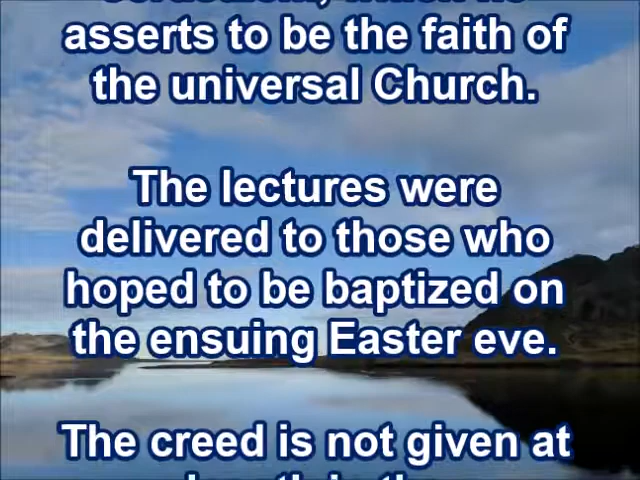 asserts to be the faith of
the universal Church.
The lectures were
delivered to those who
hoped to be baptized on
the ensuing Easter eve.
The creed is not given at